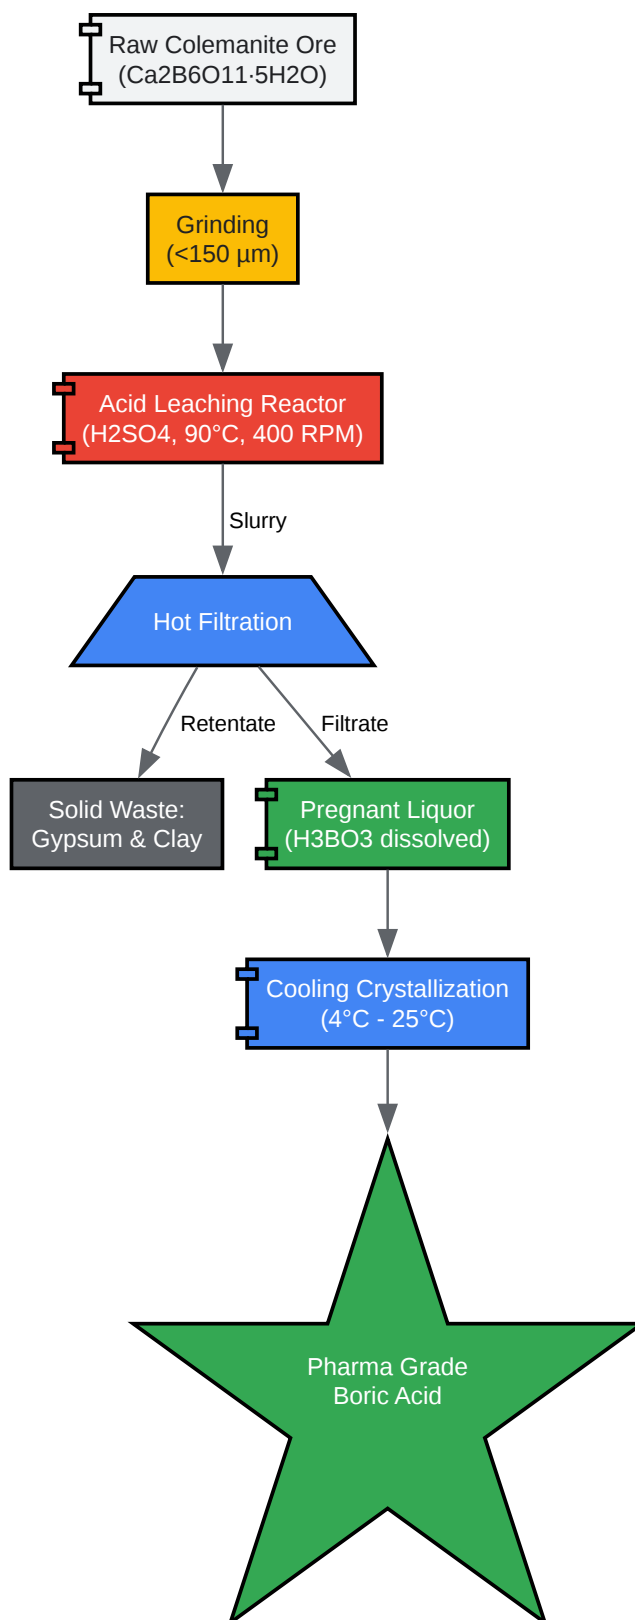 Raw Colemanite Ore
(Ca2B6O11·5H2O)
Grinding
(<150 µm)
Acid Leaching Reactor
(H2SO4, 90°C, 400 RPM)
Slurry
Hot Filtration
Retentate
Filtrate
Solid Waste:
Gypsum & Clay
Pregnant Liquor
(H3BO3 dissolved)
Cooling Crystallization
(4°C - 25°C)
Pharma Grade
Boric Acid